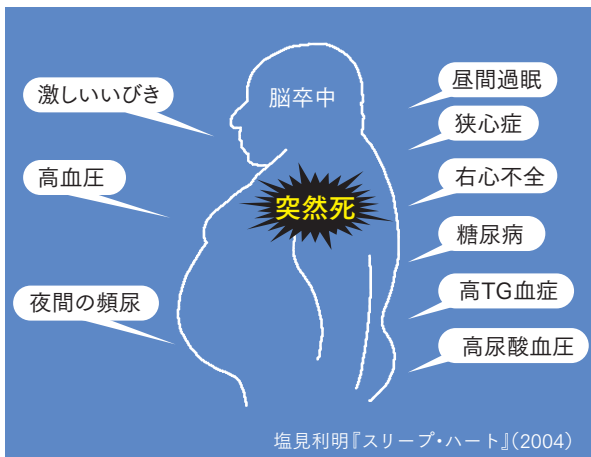 激しいいびき
高血圧
夜間の頻尿
脳卒中
突然死
昼間過眠
狭心症
右心不全
糖尿病
高TG血症
高尿酸血圧
塩見利明『スリープ・ハート』(2004)